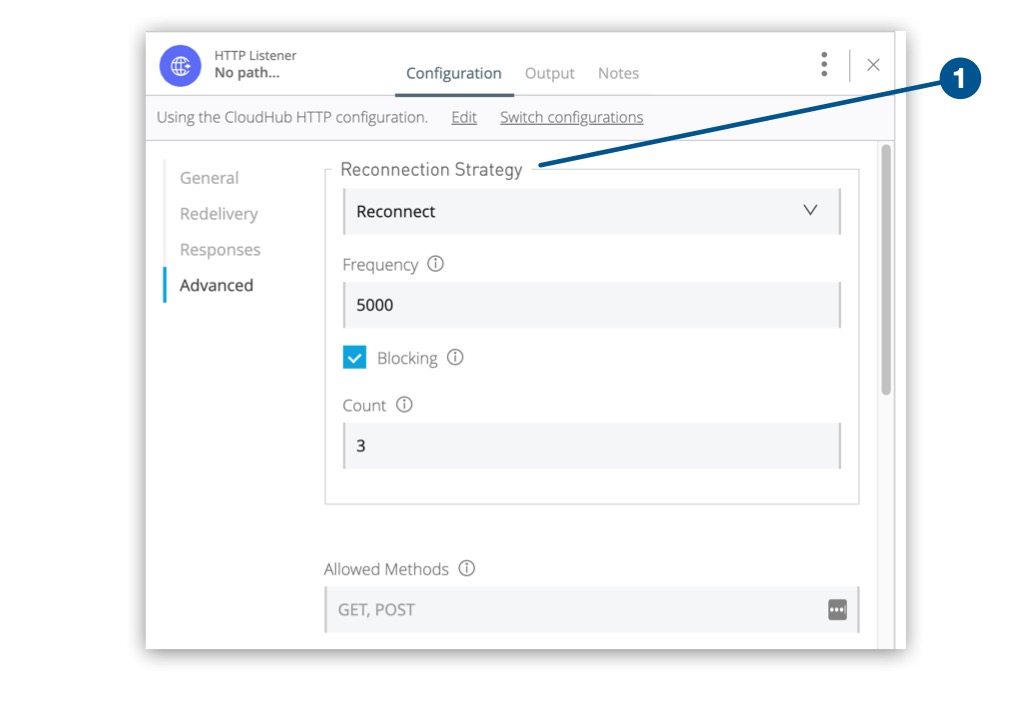 HTTP Listener
No path...
Configuration Output Notes
1
Using the CloudHub HTTP configuration. Edit Switch configurations
General
Redelivery
Responses
Advanced
Reconnection Strategy
Reconnect
Frequency
5000
Blocking
Count
3
Allowed Methods
GET, POST